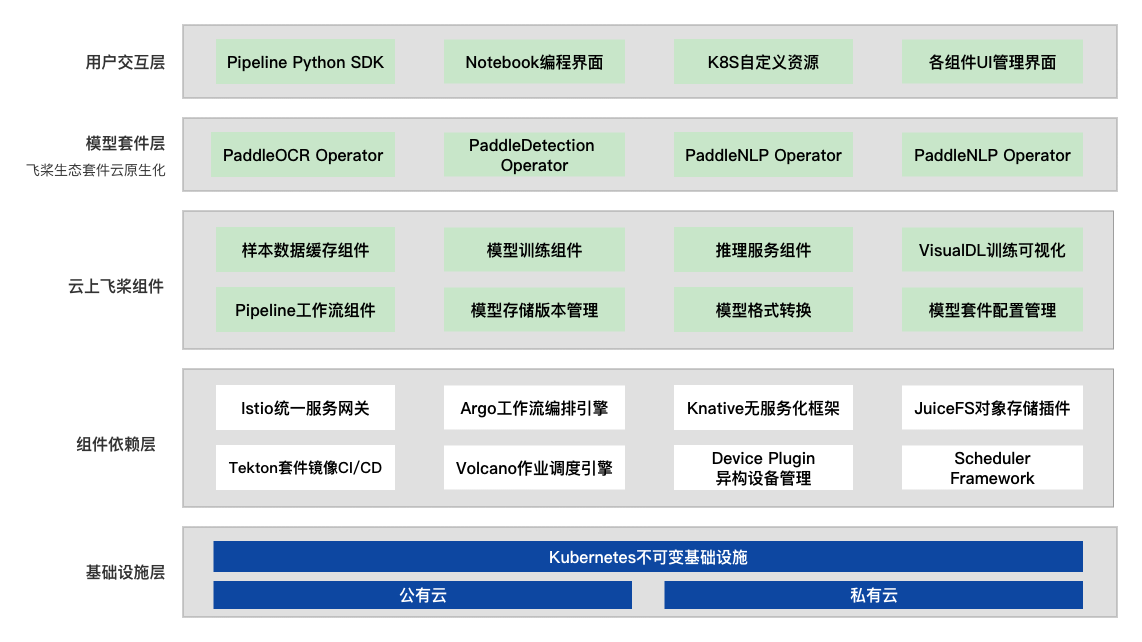 用户交互层
Pipeline Python SDK
Notebook编程界面
K8S自定义资源
各组件UI管理界面
模型套件层
飞桨生态套件云原生化
PaddleOCR Operator
PaddleDetection
Operator
PaddleNLP Operator
PaddleNLP Operator
云上飞桨组件
样本数据缓存组件
模型训练组件
推理服务组件
VisualDL训练可视化
Pipeline工作流组件
模型存储版本管理
模型格式转换
模型套件配置管理
组件依赖层
Istio统一服务网关
Argo工作流编排引擎
Knative无服务化框架
JuiceFS对象存储插件
Tekton套件镜像CI/CD
Volcano作业调度引擎
Device Plugin
异构设备管理
Scheduler
Framework
基础设施层
Kubernetes不可变基础设施
公有云
私有云